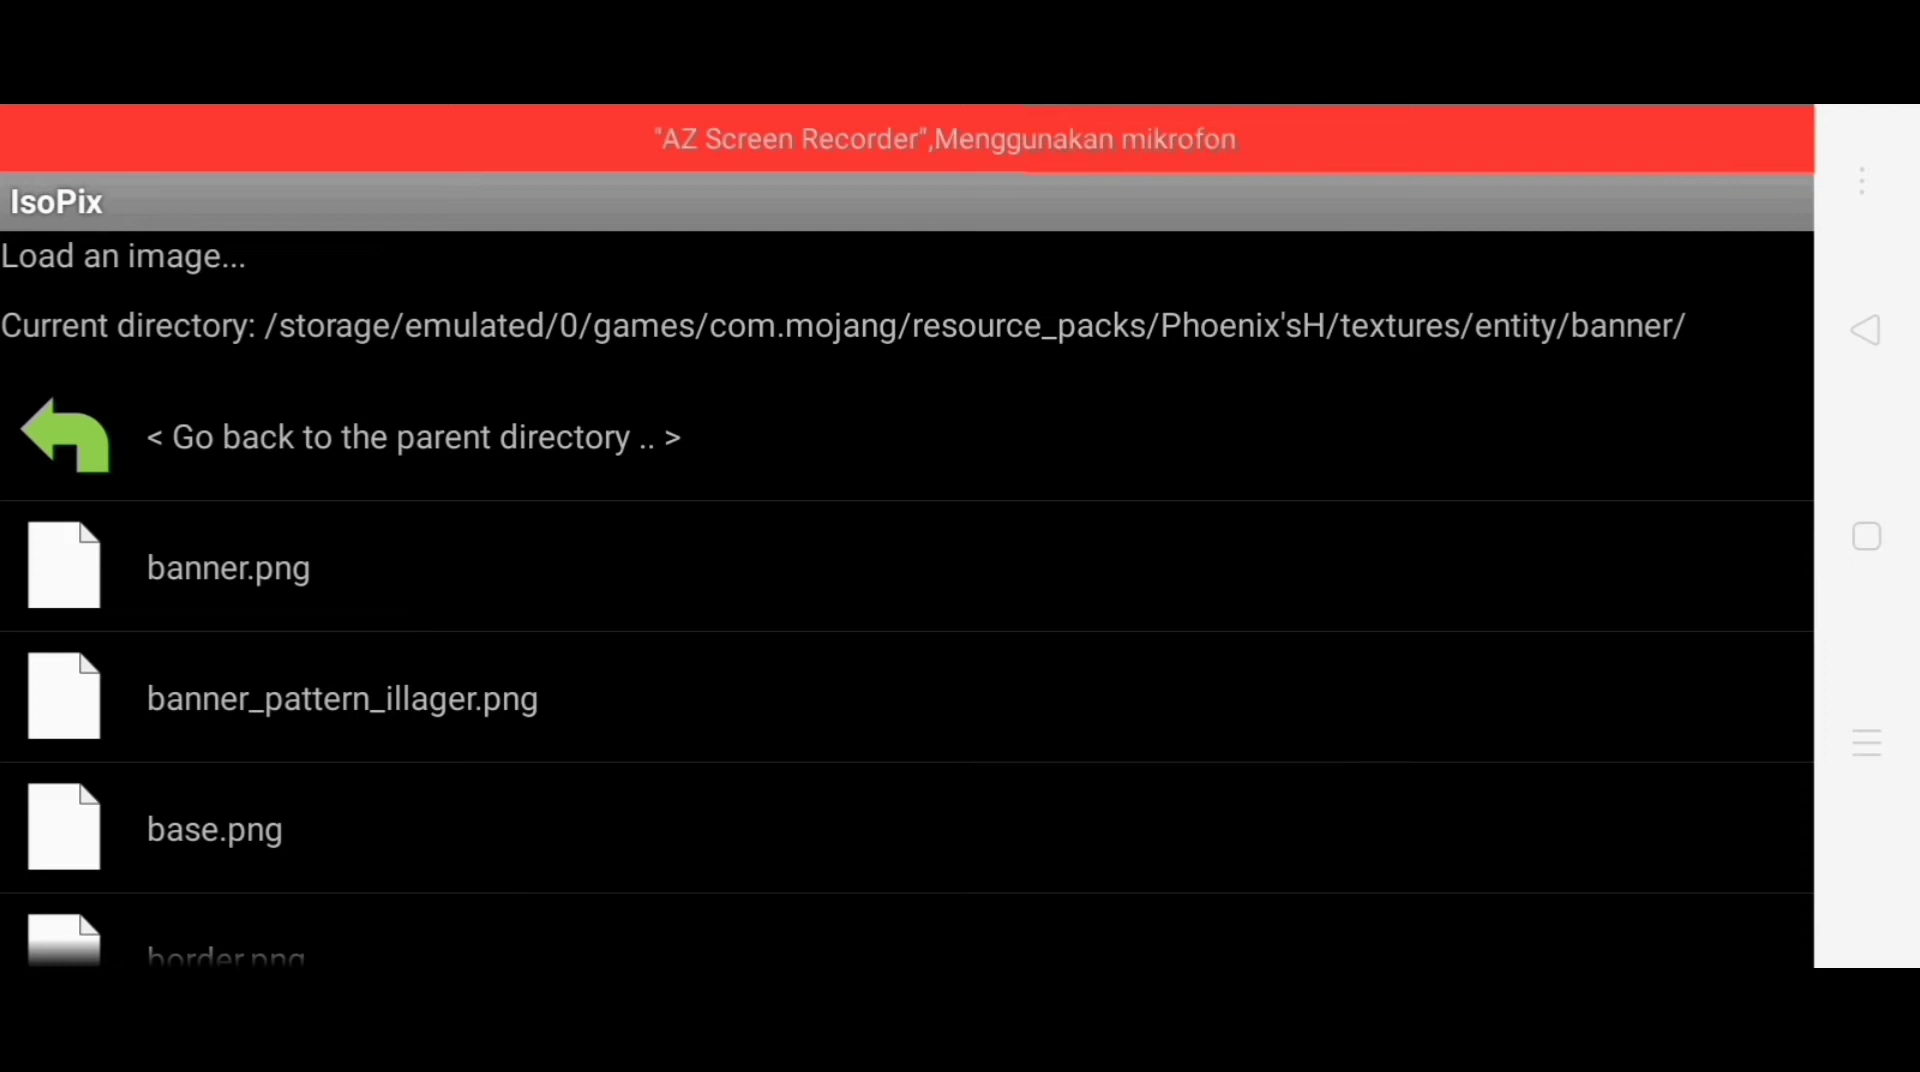 "AZ Screen Recorder",Menggunakan mikrofon
IsoPix
Load an image...
Current directory: /storage/emulated/0/games/com.mojang/resource_packs/Phoenix'sH/textures/entity/banner/
< Go back to the parent directory .. >
banner.png
banner_pattern_illager.png
base.png
border.png